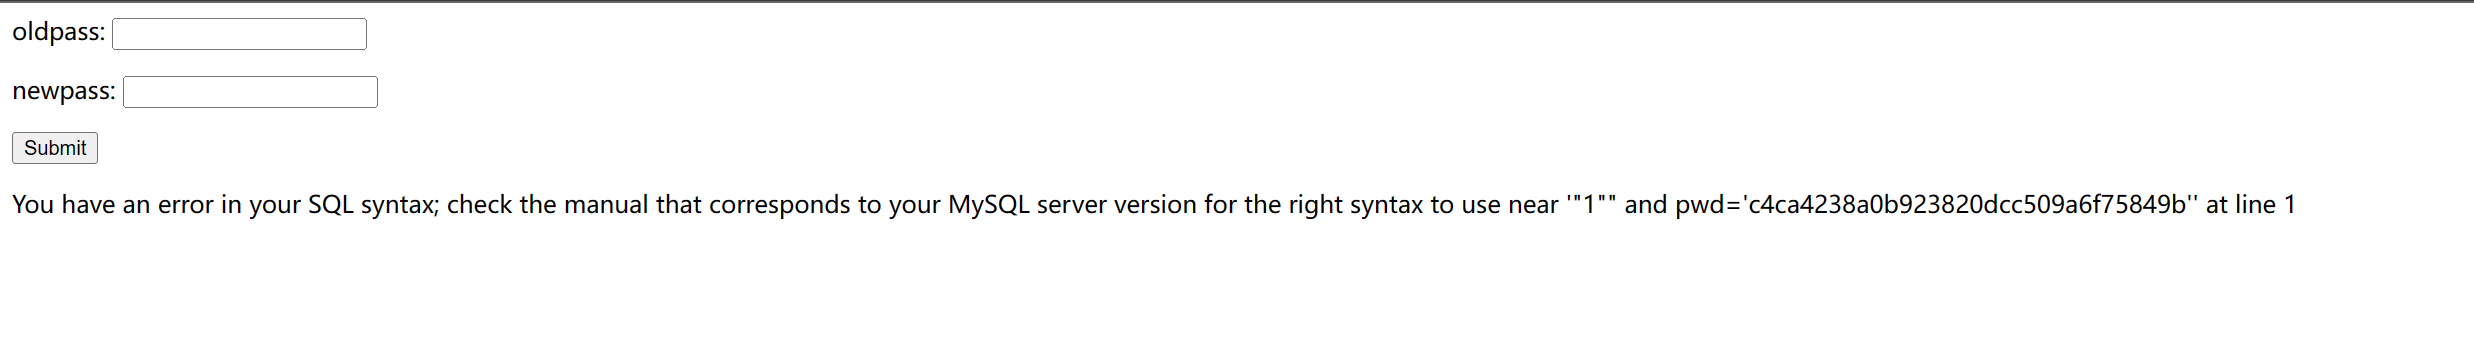 oldpass:
newpass:
Submit
You have an error in your SQL syntax; check the manual that corresponds to your MySQL server version for the right syntax to use near '"1"" and pwd='c4ca4238a0b923820dcc509a6f75849b'' at line 1